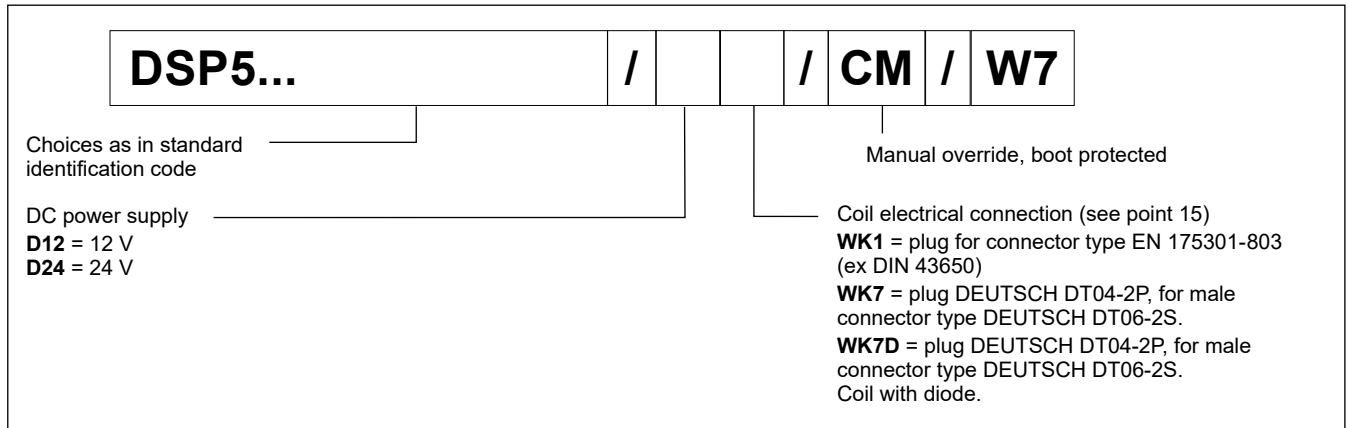 DSP5... / / CM / W7
Choices as in standard
identification code
Manual override, boot protected
DC power supply
D12 = 12 V
D24 = 24 V
Coil electrical connection (see point 15)
WK1 = plug for connector type EN 175301-803
(ex DIN 43650)
WK7 = plug DEUTSCH DT04-2P, for male
connector type DEUTSCH DT06-2S.
WK7D = plug DEUTSCH DT04-2P, for male
connector type DEUTSCH DT06-2S.
Coil with diode.